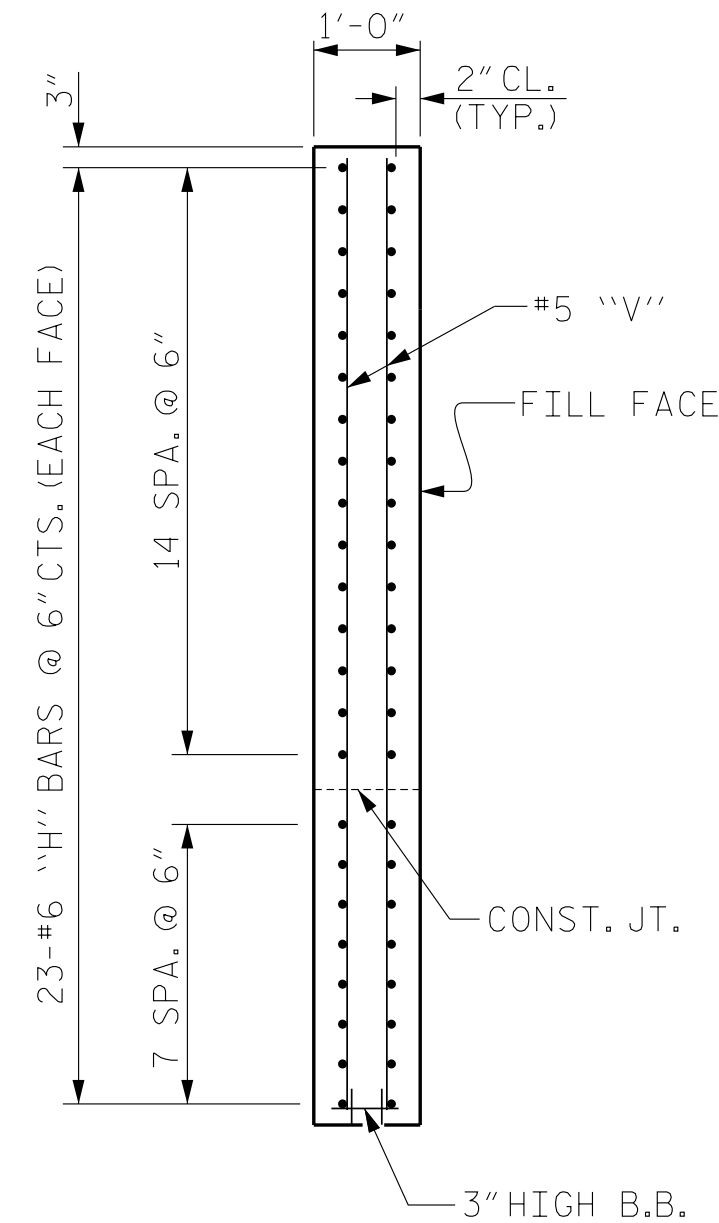 1'-0"
3"
2" CL.
(TYP.)
#5 ``V''
FILL FACE
23-#6 ``H'' BARS @ 6" CTS. (EACH FACE)
14 SPA. @ 6"
7 SPA. @ 6"
CONST. JT.
3" HIGH B.B.